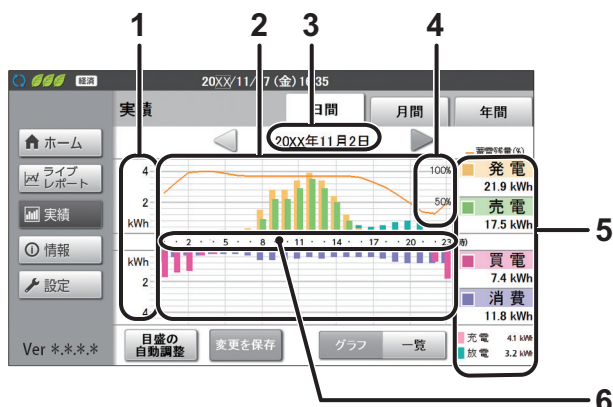 1 2 3 4
経済 20XX/11/ 7 (金) 16:35
実績 日間 月間 年間
ホーム
ライブ
レポート
実績
情報
設定
Ver *.*.*.*
20XX年11月2日
蓄電残量(%)
4
2
kWh
100%
50%
2 5 8 11 14 17 20 23 時)
kWh
2
4
発電
21.9 kWh
売電
17.5 kWh
買電
7.4 kWh
消費
11.8 kWh
充電 4.1 kWh
放電 3.2 kWh
目盛の
自動調整
変更を保存
グラフ 一覧
5
6